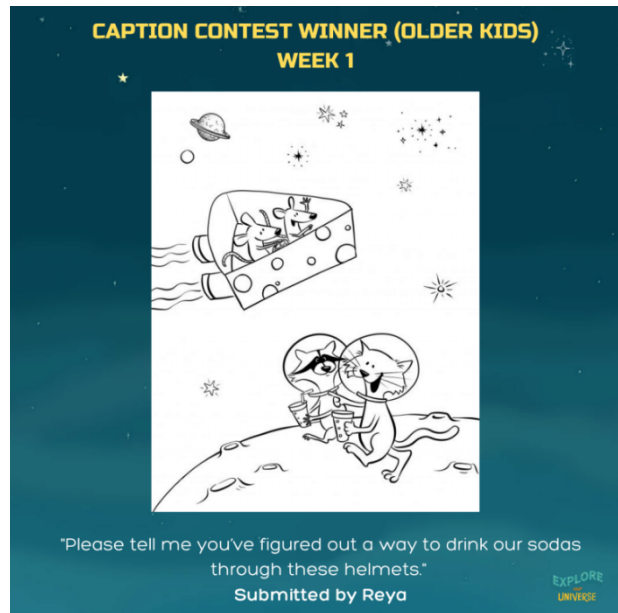 CAPTION CONTEST WINNER (OLDER KIDS)
WEEK 1
"Please tell me you've figured out a way to drink our sodas
through these helmets."
Submitted by Reya
EXPLORE
UNIVERSE